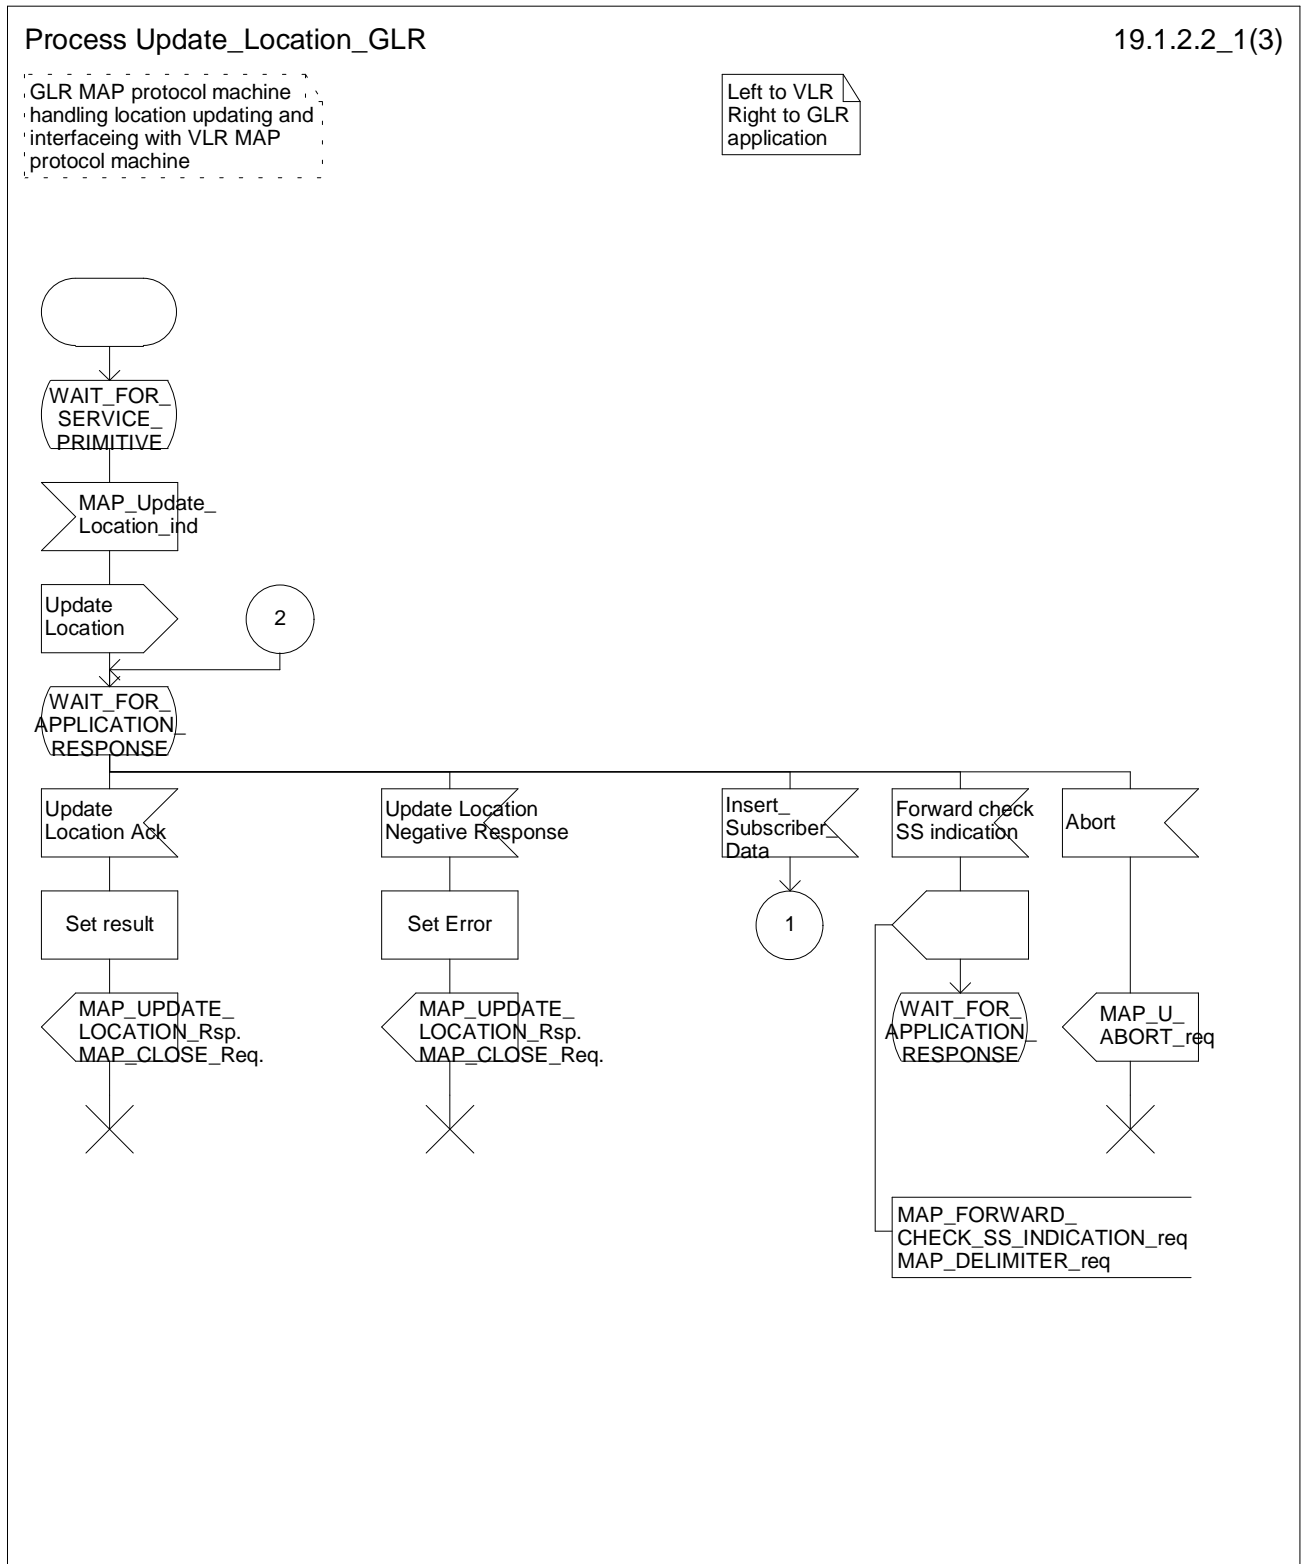 Process Update_Location_GLR
19.1.2.2_1(3)
GLR MAP protocol machine
handling location updating and
interfaceing with VLR MAP
protocol machine
Left to VLR
Right to GLR
application
WAIT_FOR_
SERVICE_
PRIMITIVE
MAP_Update_
Location_ind
Update
Location
2
WAIT_FOR_
APPLICATION_
RESPONSE
Update
Location Ack
Update Location
Negative Response
Insert_
Subscriber_
Data
Forward check
SS indication
Abort
Set result
Set Error
1
MAP_UPDATE_
LOCATION_Rsp.
MAP_CLOSE_Req.
MAP_UPDATE_
LOCATION_Rsp.
MAP_CLOSE_Req.
WAIT_FOR_
APPLICATION_
RESPONSE
MAP_U_
ABORT_req
MAP_FORWARD_
CHECK_SS_INDICATION_req
MAP_DELIMITER_req